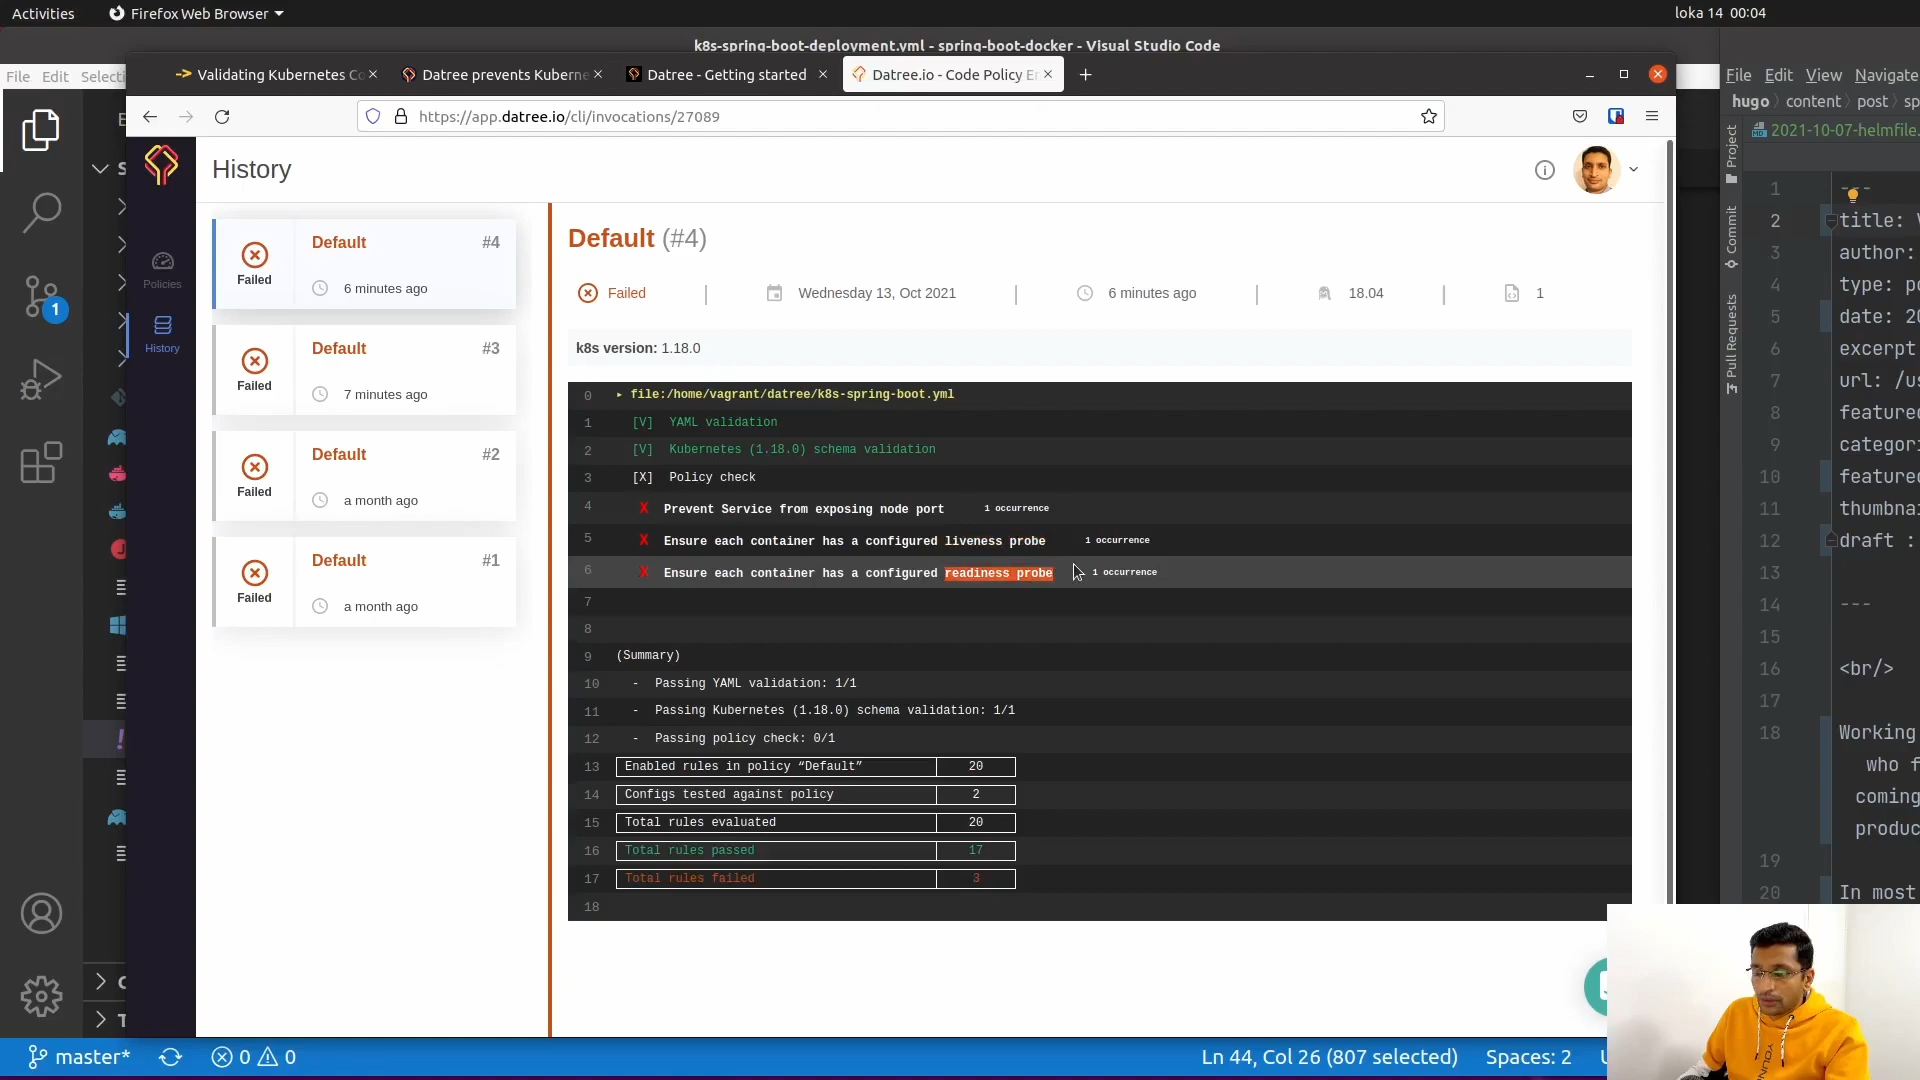 Activities
Firefox Web Browser
loka 14 00:04
k8s-spring-boot-deployment.yml - spring-boot-docker - Visual Studio Code
File Edit Selecti
Validating Kubernetes Co
Datree prevents Kuberne
Datree - Getting started
Datree.io - Code Policy En
https://app.datree.io/cli/invocations/27089
File Edit View Navigate
hugo content post sp
2021-10-07-helmfile.
History
Policies
History
Default #4
Failed
6 minutes ago
Default #3
Failed
7 minutes ago
Default #2
Failed
a month ago
Default #1
Failed
a month ago
Default (#4)
Failed | Wednesday 13, Oct 2021 | 6 minutes ago | 18.04 | 1
k8s version: 1.18.0
0 ▸ file:/home/vagrant/datree/k8s-spring-boot.yml
1 [V] YAML validation
2 [V] Kubernetes (1.18.0) schema validation
3 [X] Policy check
4 X Prevent Service from exposing node port 1 occurrence
5 X Ensure each container has a configured liveness probe 1 occurrence
6 X Ensure each container has a configured readiness probe 1 occurrence
7
8
9 (Summary)
10 - Passing YAML validation: 1/1
11 - Passing Kubernetes (1.18.0) schema validation: 1/1
12 - Passing policy check: 0/1
13 Enabled rules in policy “Default” 20
14 Configs tested against policy 2
15 Total rules evaluated 20
16 Total rules passed 17
17 Total rules failed 3
18
Project
Commit
Pull Requests
1 ---
2 title:
3 author:
4 type: po
5 date: 20
6 excerpt
7 url: /us
8 featured
9 categori
10 featured
11 thumbnai
12 draft :
13
14 ---
15
16 <br/>
17
18 Working
who f
coming
produc
19
20 In most
1
master*
0 0
Ln 44, Col 26 (807 selected)
Spaces: 2